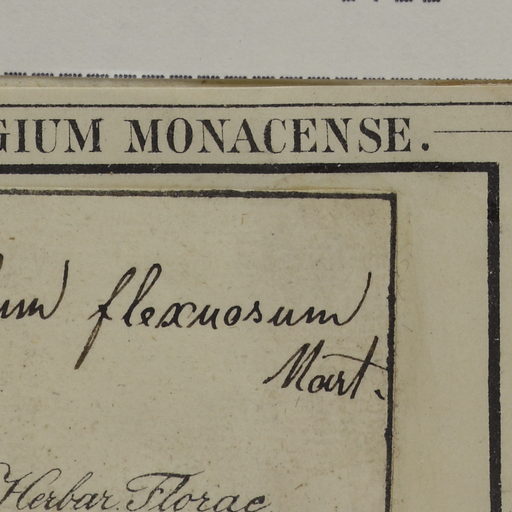 GIUM MONACENSE.
um flexuosum
Mart.
Herbar. Florae